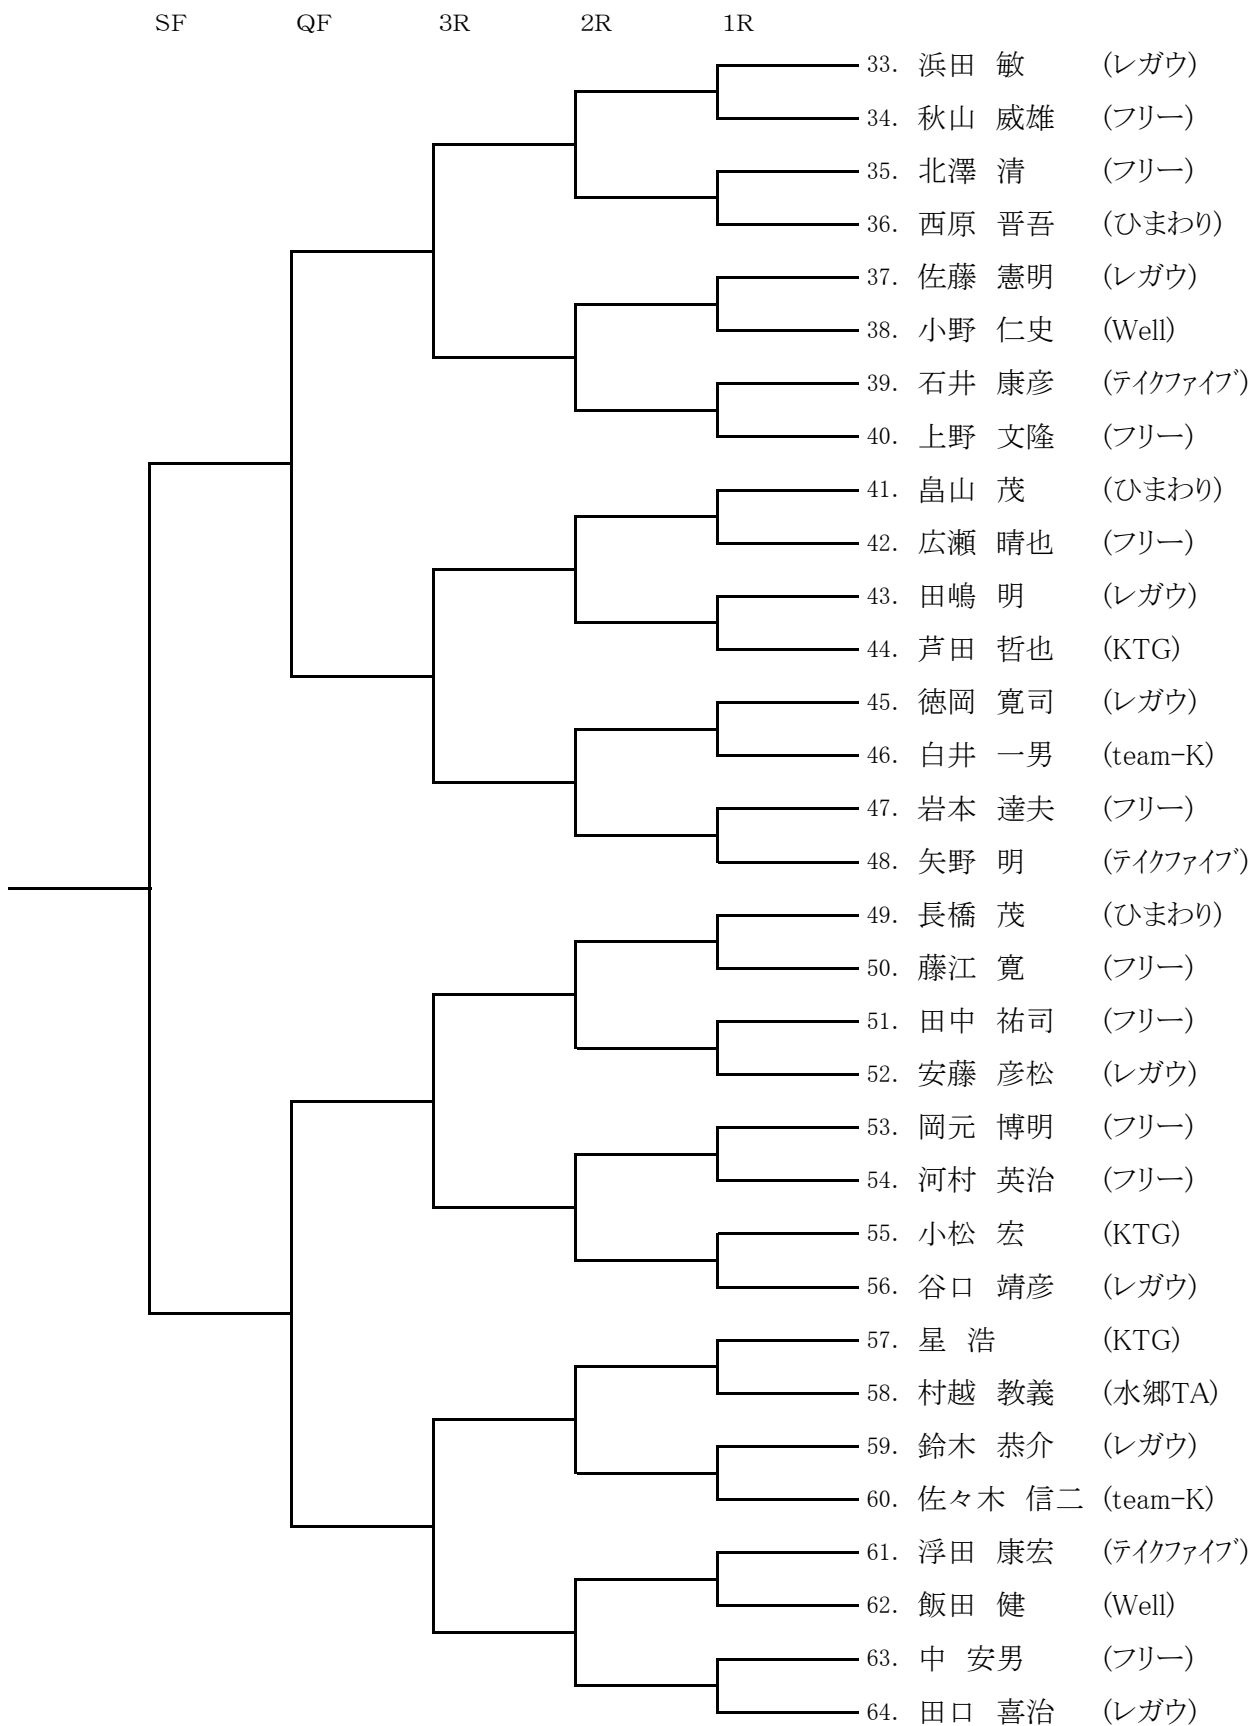 SF QF 3R 2R 1R
33. 浜田 敏 (レガウ)
34. 秋山 威雄 (フリー)
35. 北澤 清 (フリー)
36. 西原 晋吾 (ひまわり)
37. 佐藤 憲明 (レガウ)
38. 小野 仁史 (Well)
39. 石井 康彦 (テイクファイブ)
40. 上野 文隆 (フリー)
41. 畠山 茂 (ひまわり)
42. 広瀬 晴也 (フリー)
43. 田嶋 明 (レガウ)
44. 芦田 哲也 (KTG)
45. 徳岡 寛司 (レガウ)
46. 白井 一男 (team-K)
47. 岩本 達夫 (フリー)
48. 矢野 明 (テイクファイブ)
49. 長橋 茂 (ひまわり)
50. 藤江 寛 (フリー)
51. 田中 祐司 (フリー)
52. 安藤 彦松 (レガウ)
53. 岡元 博明 (フリー)
54. 河村 英治 (フリー)
55. 小松 宏 (KTG)
56. 谷口 靖彦 (レガウ)
57. 星 浩 (KTG)
58. 村越 教義 (水郷TA)
59. 鈴木 恭介 (レガウ)
60. 佐々木 信二 (team-K)
61. 浮田 康宏 (テイクファイブ)
62. 飯田 健 (Well)
63. 中 安男 (フリー)
64. 田口 喜治 (レガウ)